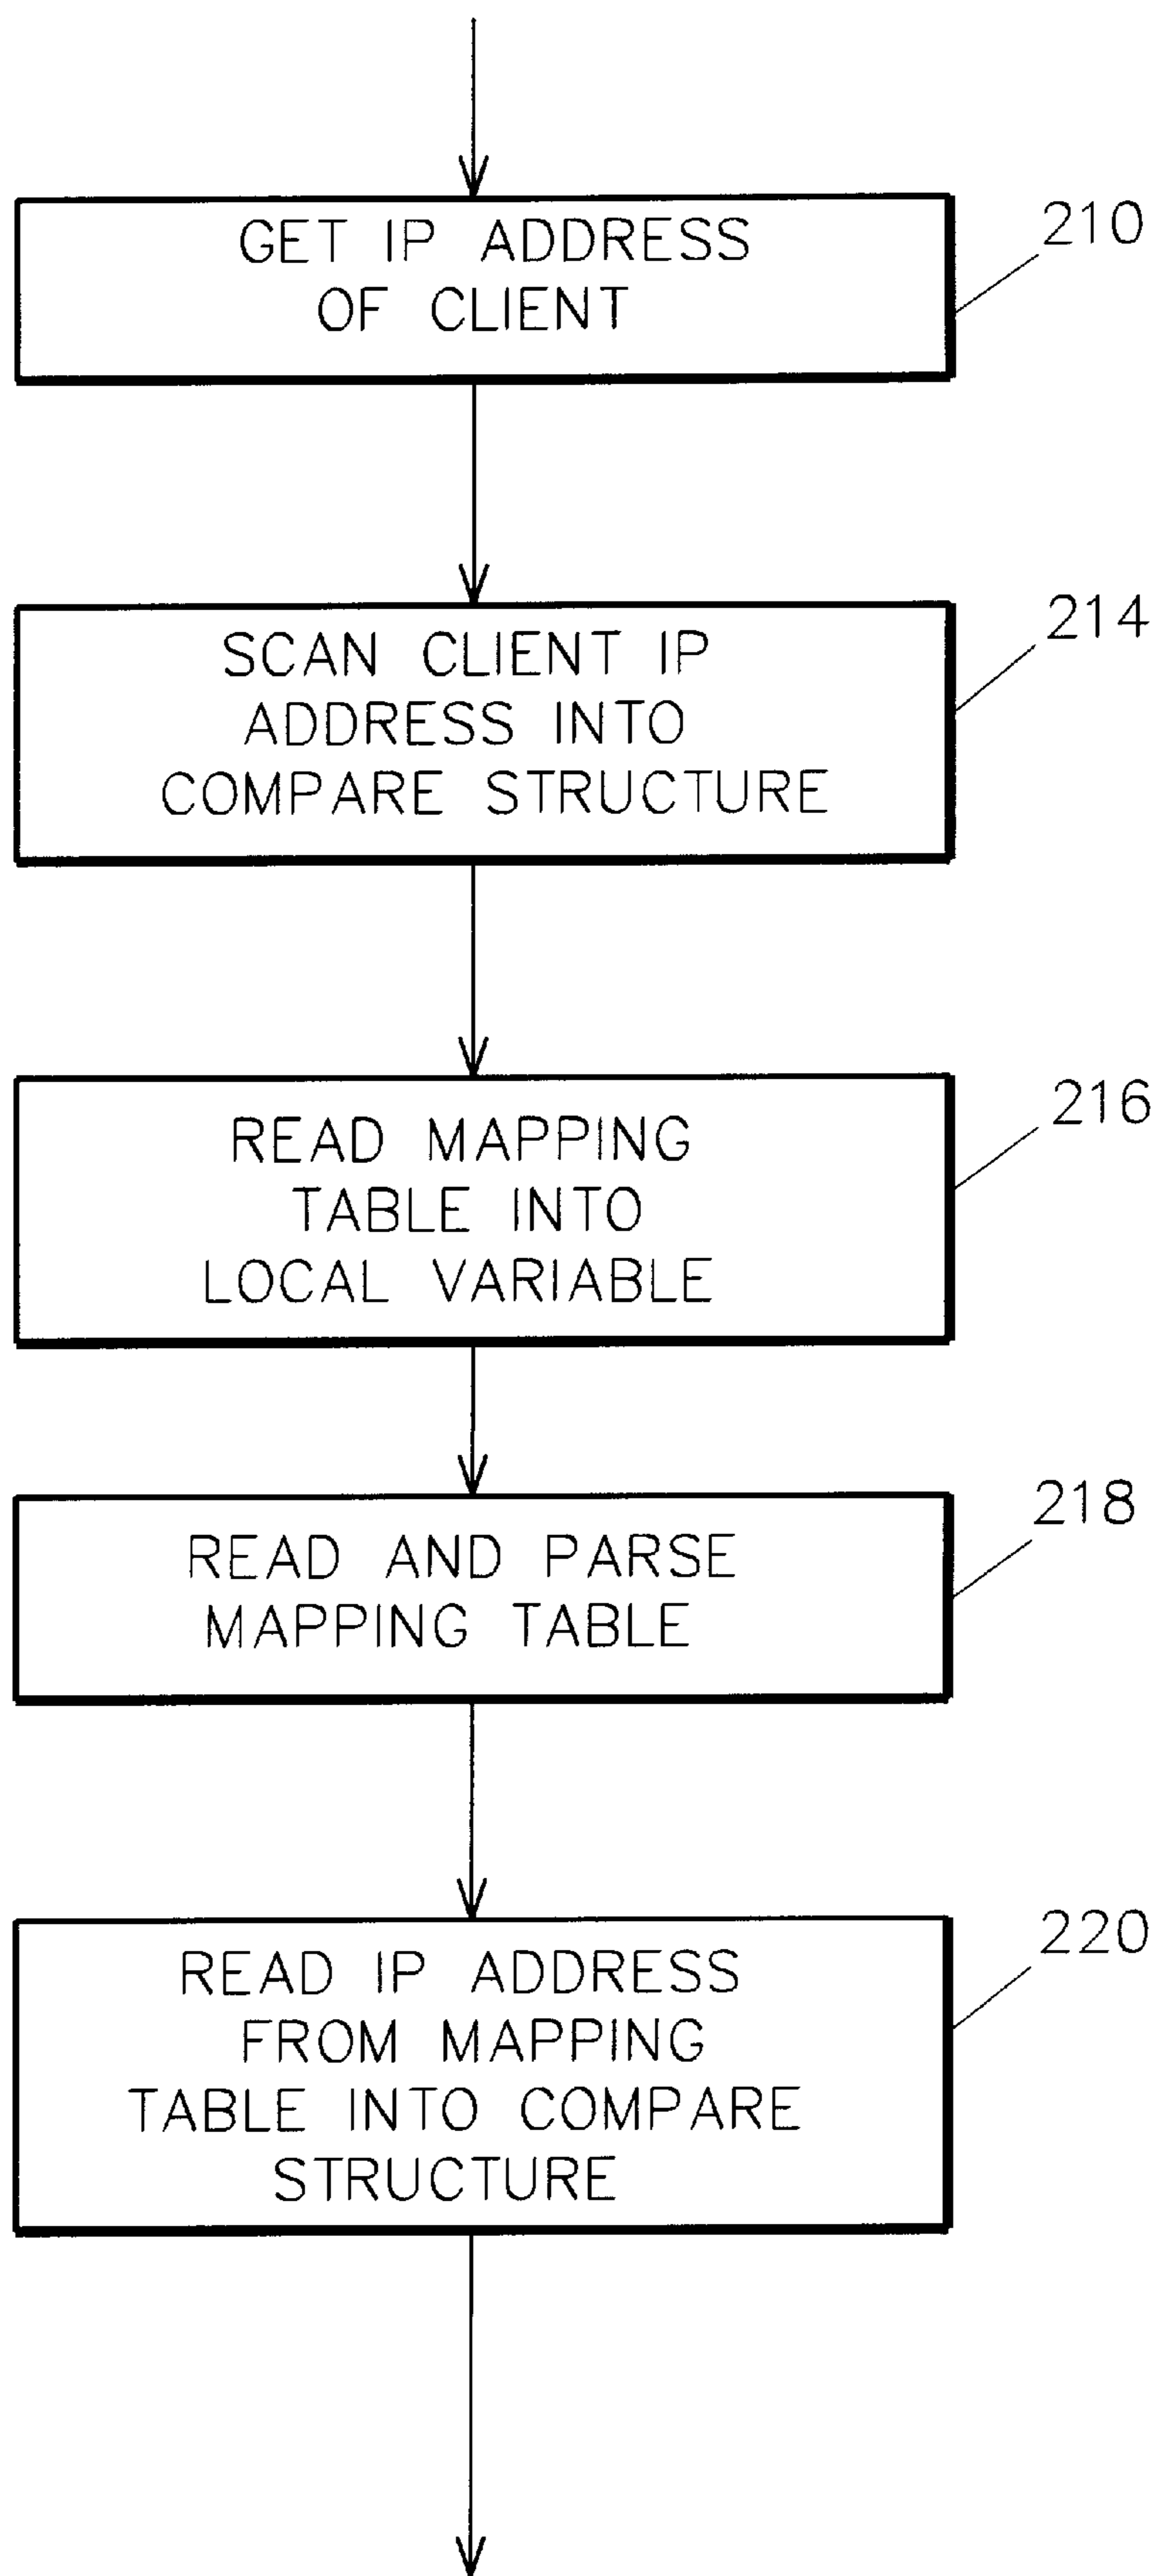 GET IP ADDRESS
OF CLIENT
210
SCAN CLIENT IP
ADDRESS INTO
COMPARE STRUCTURE
214
READ MAPPING
TABLE INTO
LOCAL VARIABLE
216
READ AND PARSE
MAPPING TABLE
218
READ IP ADDRESS
FROM MAPPING
TABLE INTO COMPARE
STRUCTURE
220